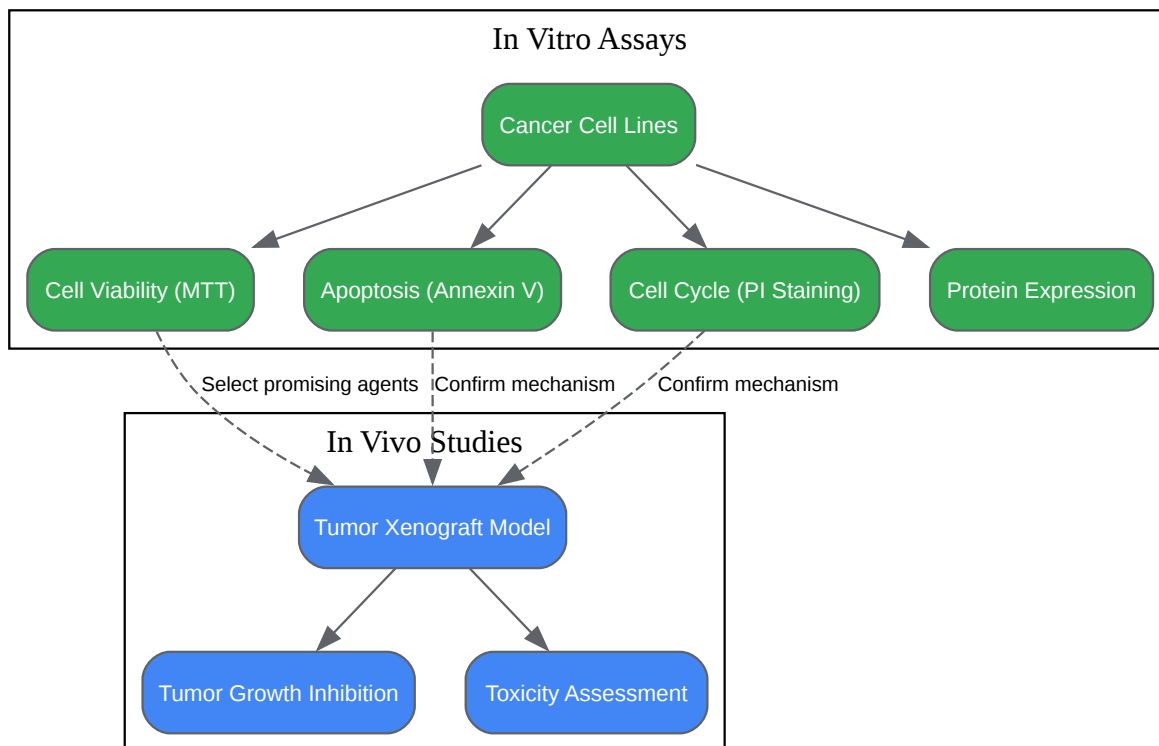 In Vitro Assays
Cancer Cell Lines
Cell Viability (MTT)
Apoptosis (Annexin V)
Cell Cycle (PI Staining)
Protein Expression
Select promising agents
Confirm mechanism
Confirm mechanism
In Vivo Studies
Tumor Xenograft Model
Tumor Growth Inhibition
Toxicity Assessment